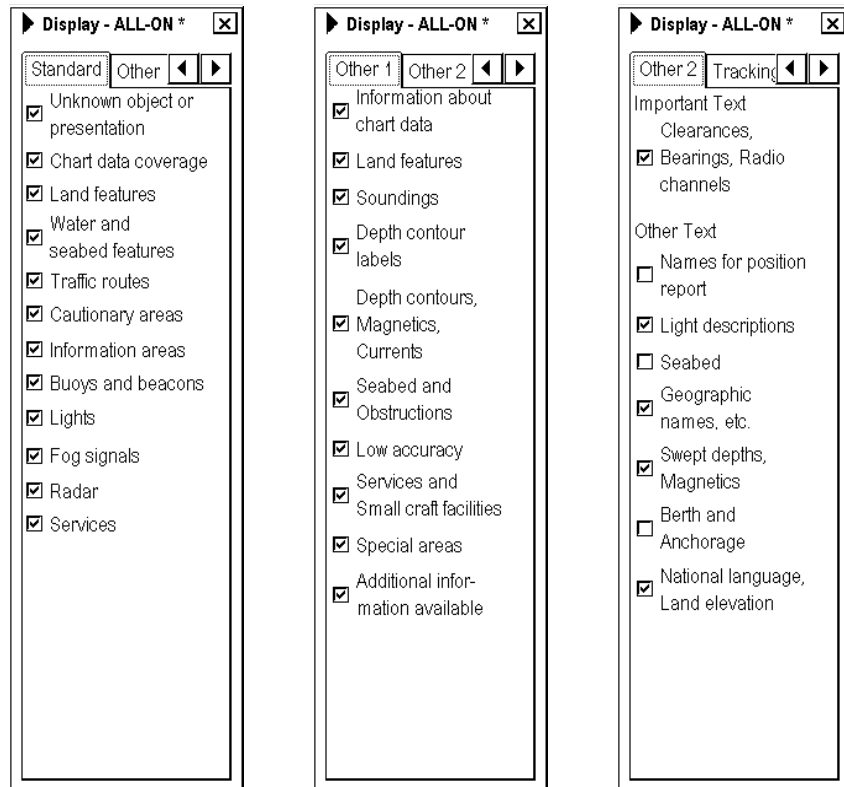 Display - ALL-ON *
Standard
Other
Unknown object or
presentation
Chart data coverage
Land features
Water and
seabed features
Traffic routes
Cautionary areas
Information areas
Buoys and beacons
Lights
Fog signals
Radar
Services
Display - ALL-ON *
Other 1
Other 2
Information about
chart data
Land features
Soundings
Depth contour
labels
Depth contours,
Magnetics,
Currents
Seabed and
Obstructions
Low accuracy
Services and
Small craft facilities
Special areas
Additional infor-
mation available
Display - ALL-ON *
Other 2
Tracking
Important Text
Clearances,
Bearings, Radio
channels
Other Text
Names for position
report
Light descriptions
Seabed
Geographic
names, etc.
Swept depths,
Magnetics
Berth and
Anchorage
National language,
Land elevation